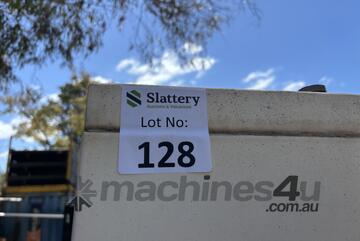 Slattery
Auctions & Valuations
Lot No:
128
machines4u
.com.au